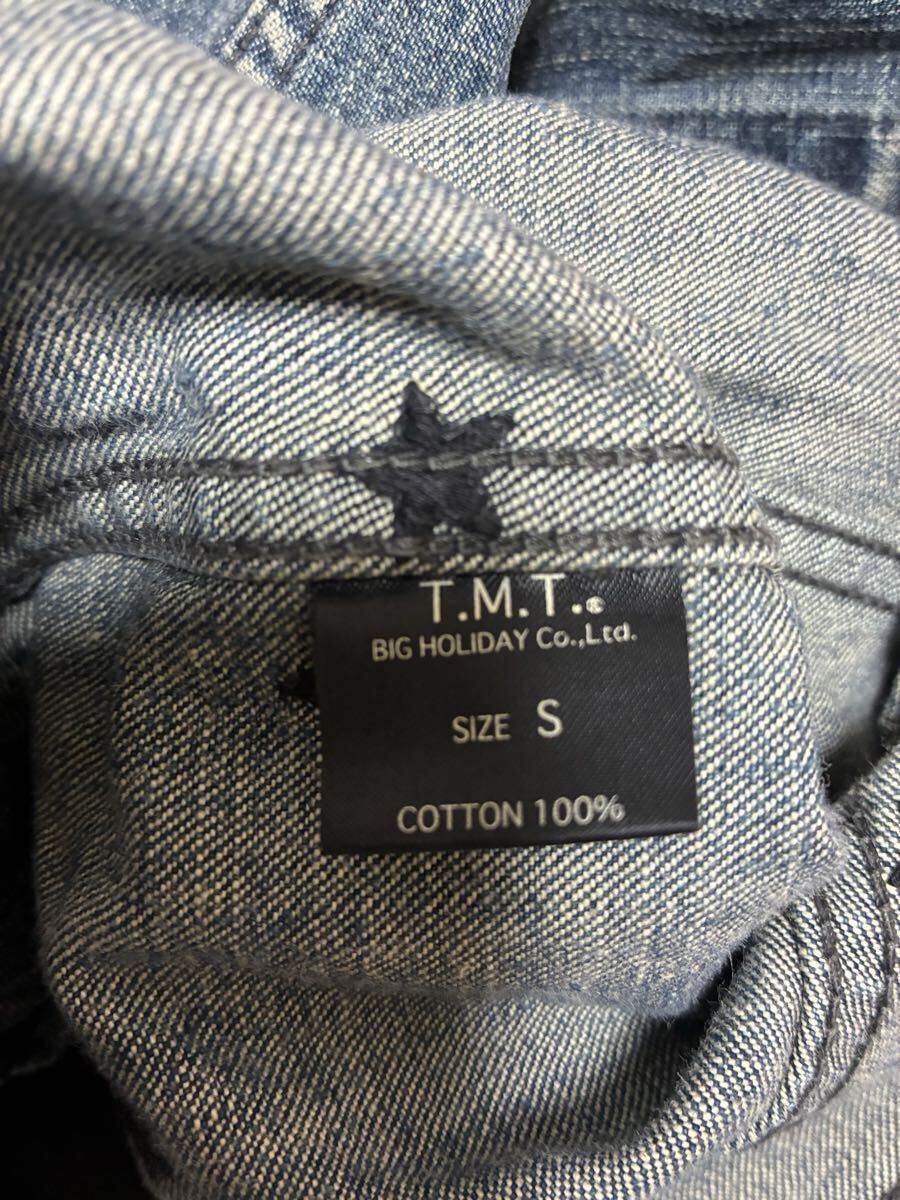 T.M.T.®
BIG HOLIDAY Co.,Ltd.
SIZE S
COTTON 100%